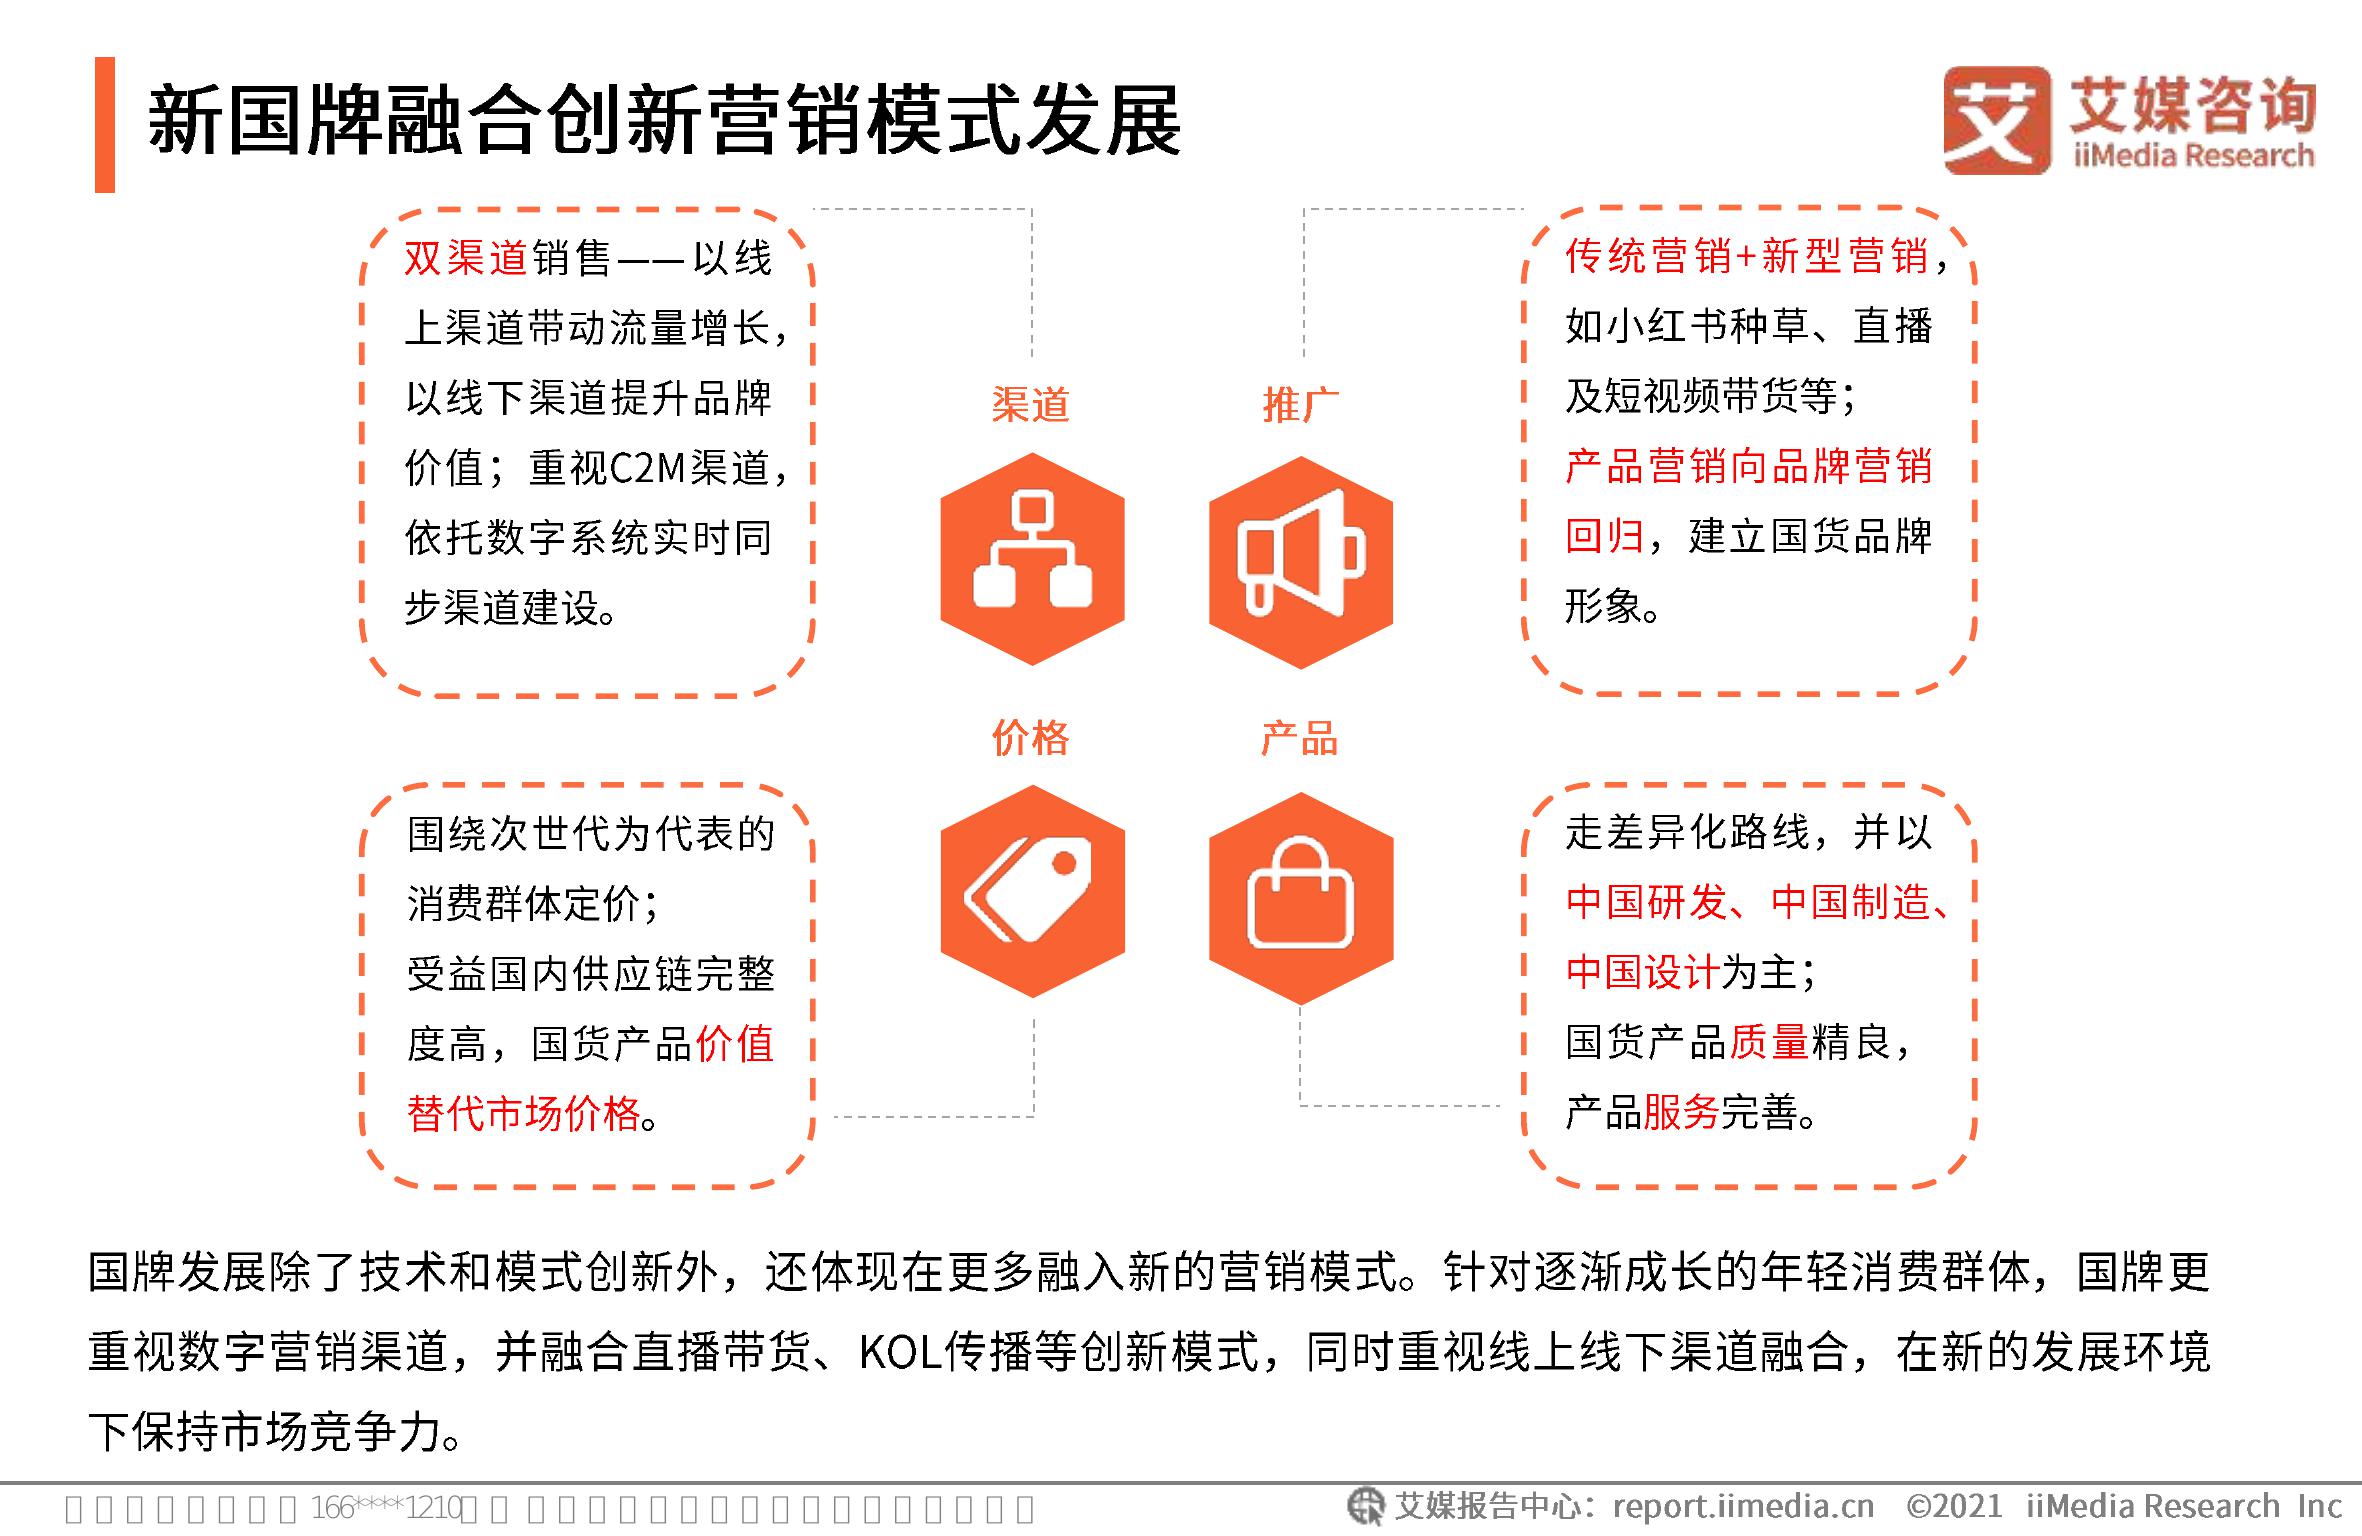 新国牌融合创新营销模式发展
艾
艾媒咨询
iiMedia Research
双渠道销售——以线
上渠道带动流量增长，
以线下渠道提升品牌
价值；重视C2M渠道，
依托数字系统实时同
步渠道建设。
渠道
推广
传统营销+新型营销，
如小红书种草、直播
及短视频带货等；
产品营销向品牌营销
回归，建立国货品牌
形象。
价格
产品
围绕次世代为代表的
消费群体定价；
受益国内供应链完整
度高，国货产品价值
替代市场价格。
走差异化路线，并以
中国研发、中国制造、
中国设计为主；
国货产品质量精良，
产品服务完善。
国牌发展除了技术和模式创新外，还体现在更多融入新的营销模式。针对逐渐成长的年轻消费群体，国牌更
重视数字营销渠道，并融合直播带货、KOL传播等创新模式，同时重视线上线下渠道融合，在新的发展环境
下保持市场竞争力。
166****1210
艾媒报告中心：report.iimedia.cn ©2021 iiMedia Research Inc